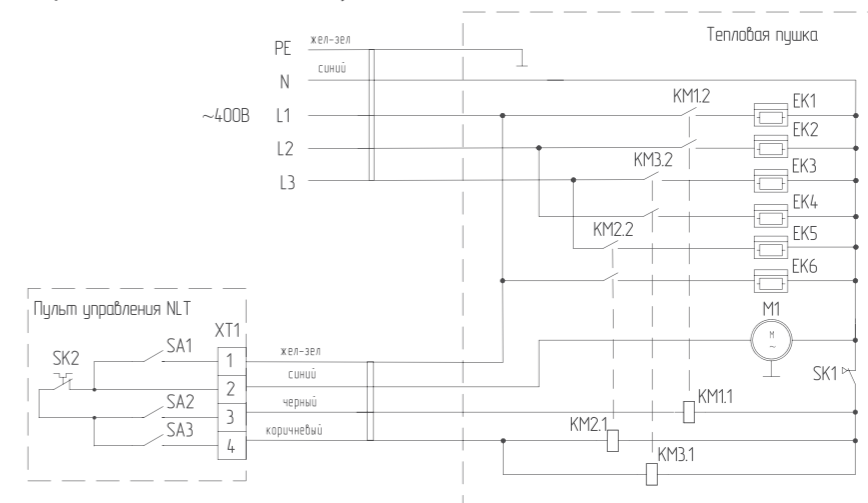 Тепловая пушка
PE
жел-зел
N
синий
~400В
L1
L2
L3
KM1.2
KM3.2
KM2.2
EK1
EK2
EK3
EK4
EK5
EK6
M1
M
~
SK1
KM1.1
KM2.1
KM3.1
Пульт управления NLT
XT1
SK2
SA1
SA2
SA3
1
2
3
4
жел-зел
синий
черный
коричневый